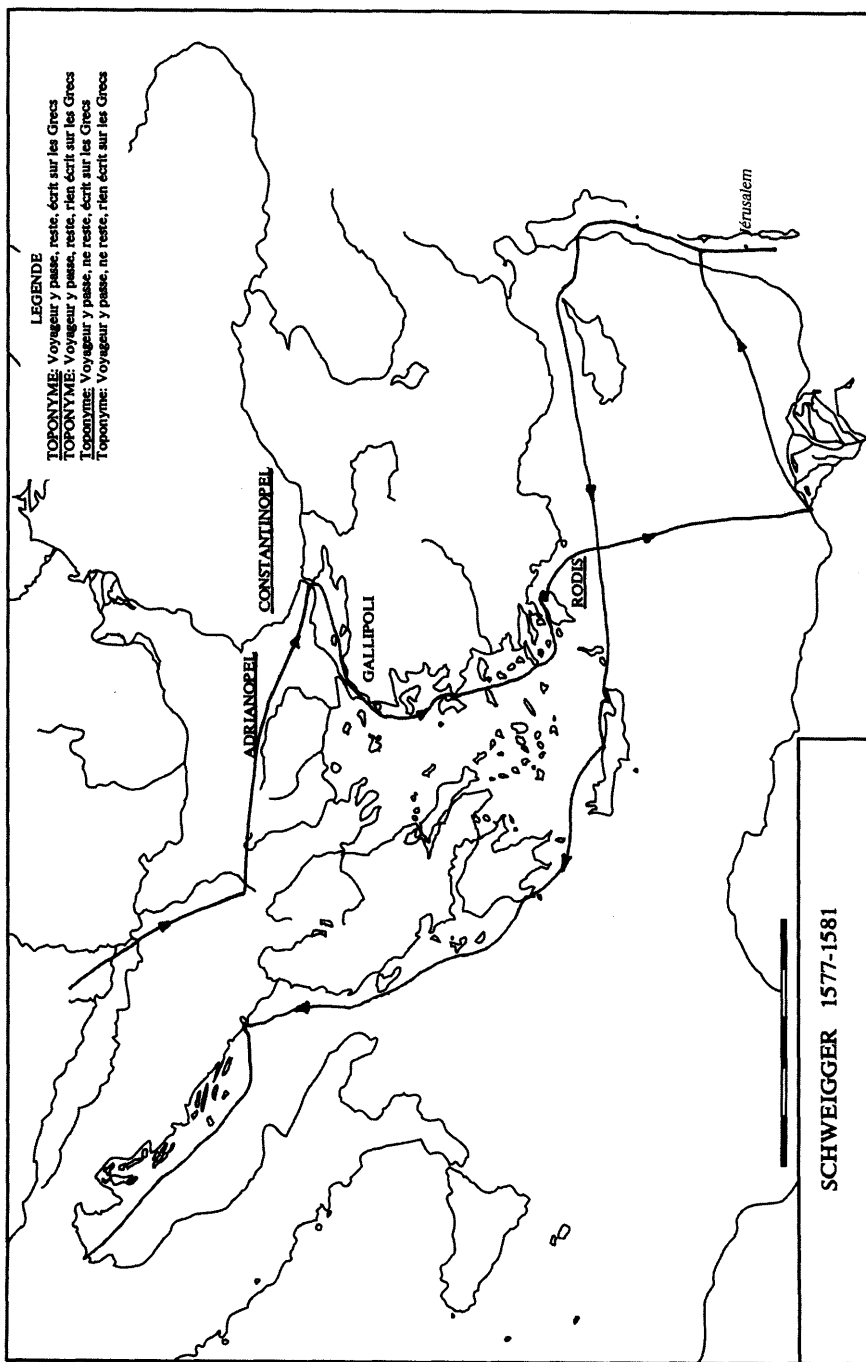 LEGENDE
TOPONYME: Voyageur y passe, reste, écrit sur les Grecs
TOPONYME: Voyageur y passe, reste, rien écrit sur les Grecs
Toponyme: Voyageur y passe, ne reste, écrit sur les Grecs
Toponyme: Voyageur y passe, ne reste, rien écrit sur les Grecs
CONSTANTINOPEL
ADRIANOPEL
GALLIPOLI
RODIS
Jérusalem
SCHWEIGGER 1577-1581